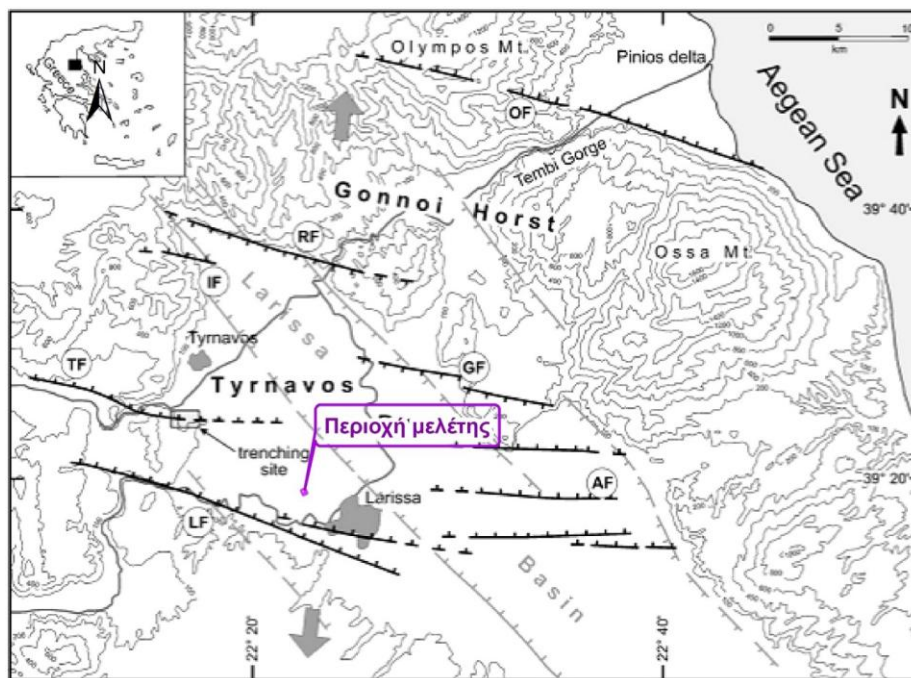 Greece
N
Olympos Mt.
Pinios delta
0 5 10
km
Aegean Sea
N
OF
Tembi Gorge
Gonnoi Horst
39° 40'
Ossa Mt.
RF
IF
Larissa
Tyrnavos
TF
GF
Tyrnavos
Περιοχή μελέτης
trenching
site
Larissa
39° 20'
AF
LF
Basin
22° 20'
22° 40'